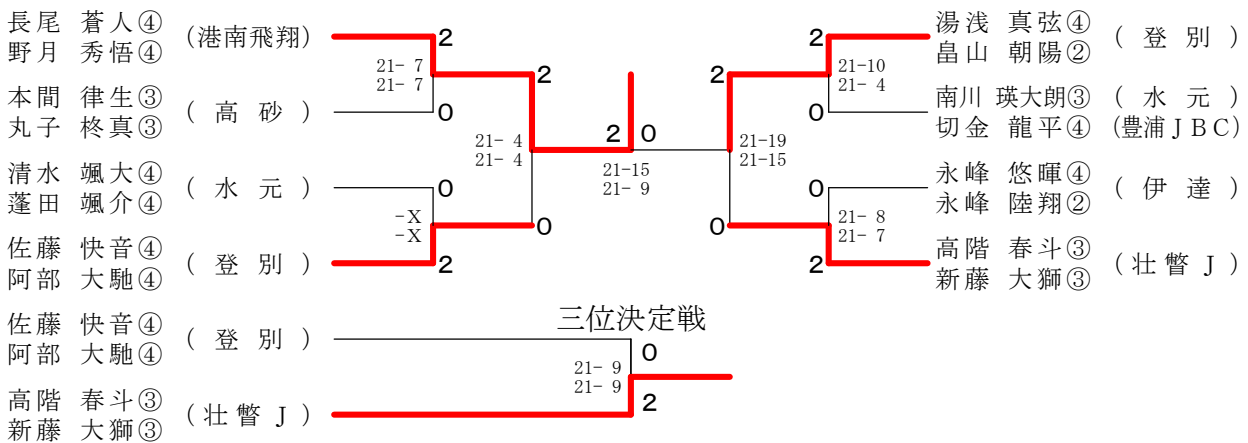 長尾 蒼人④
野月 秀悟④
(港南飛翔)
2
21- 7
21- 7
本間 律生③
丸子 柊真③
( 高 砂 )
0
2
21- 4
21- 4
清水 颯大④
蓬田 颯介④
( 水 元 )
0
-X
-X
0
佐藤 快音④
阿部 大馳④
( 登 別 )
2
2 0
21-15
21- 9
湯浅 真弦④
畠山 朝陽②
( 登 別 )
2
21-10
21- 4
2
南川 瑛大朗③ ( 水 元 )
切金 龍平④ (豊浦JBC)
0
21-19
21-15
永峰 悠暉④
永峰 陸翔②
( 伊 達 )
0
21- 8
21- 7
0
高階 春斗③
新藤 大獅③
( 壮瞥 J )
2
三位決定戦
佐藤 快音④
阿部 大馳④
( 登 別 )
0
21- 9
21- 9
高階 春斗③
新藤 大獅③
( 壮瞥 J )
2